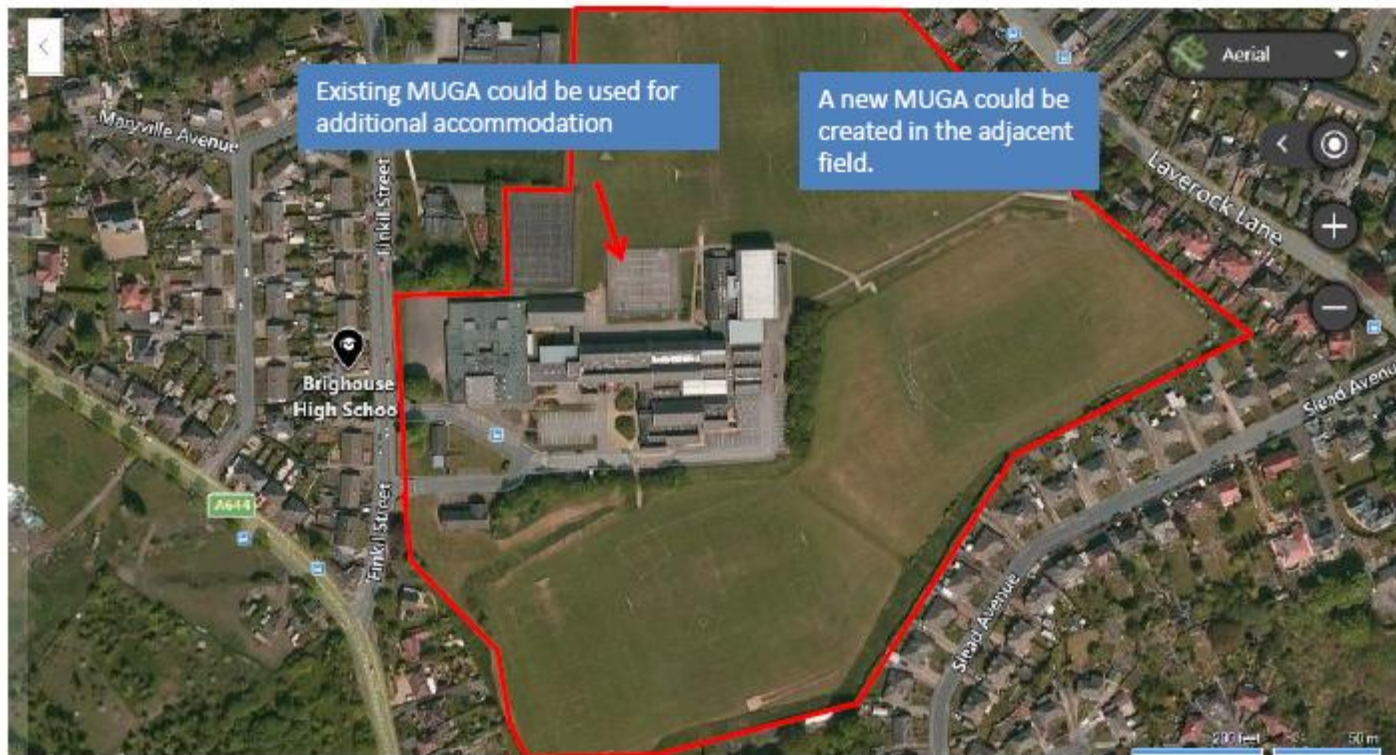 Existing MUGA could be used for
additional accommodation
A new MUGA could be
created in the adjacent
field.
Aerial
Maryville Avenue
Finkil Street
Laverock Lane
Brighouse
High School
Slead Avenue
A644
Finkil Street
Slead Avenue
200 feet
50 m